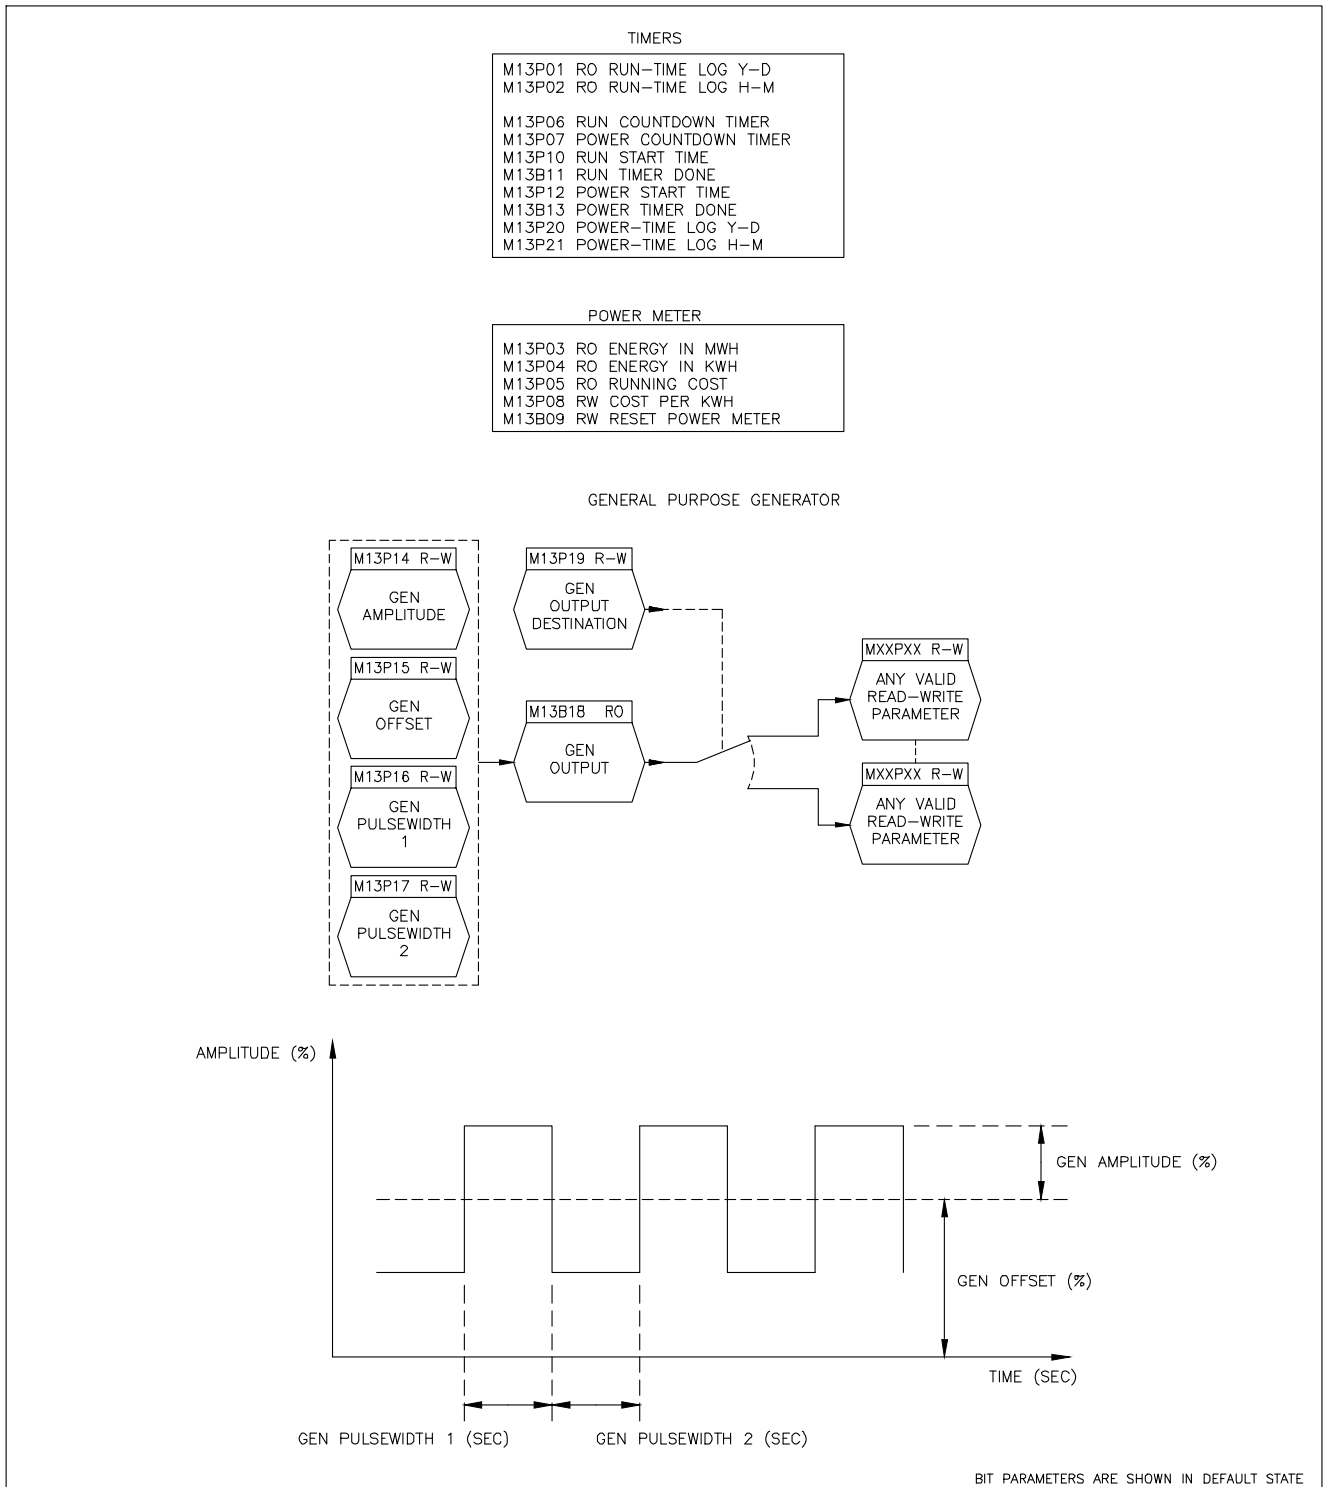 TIMERS
M13P01 RO RUN-TIME LOG Y-D
M13P02 RO RUN-TIME LOG H-M
M13P06 RUN COUNTDOWN TIMER
M13P07 POWER COUNTDOWN TIMER
M13P10 RUN START TIME
M13B11 RUN TIMER DONE
M13P12 POWER START TIME
M13B13 POWER TIMER DONE
M13P20 POWER-TIME LOG Y-D
M13P21 POWER-TIME LOG H-M
POWER METER
M13P03 RO ENERGY IN MWH
M13P04 RO ENERGY IN KWH
M13P05 RO RUNNING COST
M13P08 RW COST PER KWH
M13B09 RW RESET POWER METER
GENERAL PURPOSE GENERATOR
M13P14 R-W
GEN
AMPLITUDE
M13P15 R-W
GEN
OFFSET
M13P16 R-W
GEN
PULSEWIDTH
1
M13P17 R-W
GEN
PULSEWIDTH
2
M13P19 R-W
GEN
OUTPUT
DESTINATION
M13B18 RO
GEN
OUTPUT
MXXPXX R-W
ANY VALID
READ-WRITE
PARAMETER
MXXPXX R-W
ANY VALID
READ-WRITE
PARAMETER
AMPLITUDE (%)
GEN AMPLITUDE (%)
GEN OFFSET (%)
TIME (SEC)
GEN PULSEWIDTH 1 (SEC)
GEN PULSEWIDTH 2 (SEC)
BIT PARAMETERS ARE SHOWN IN DEFAULT STATE